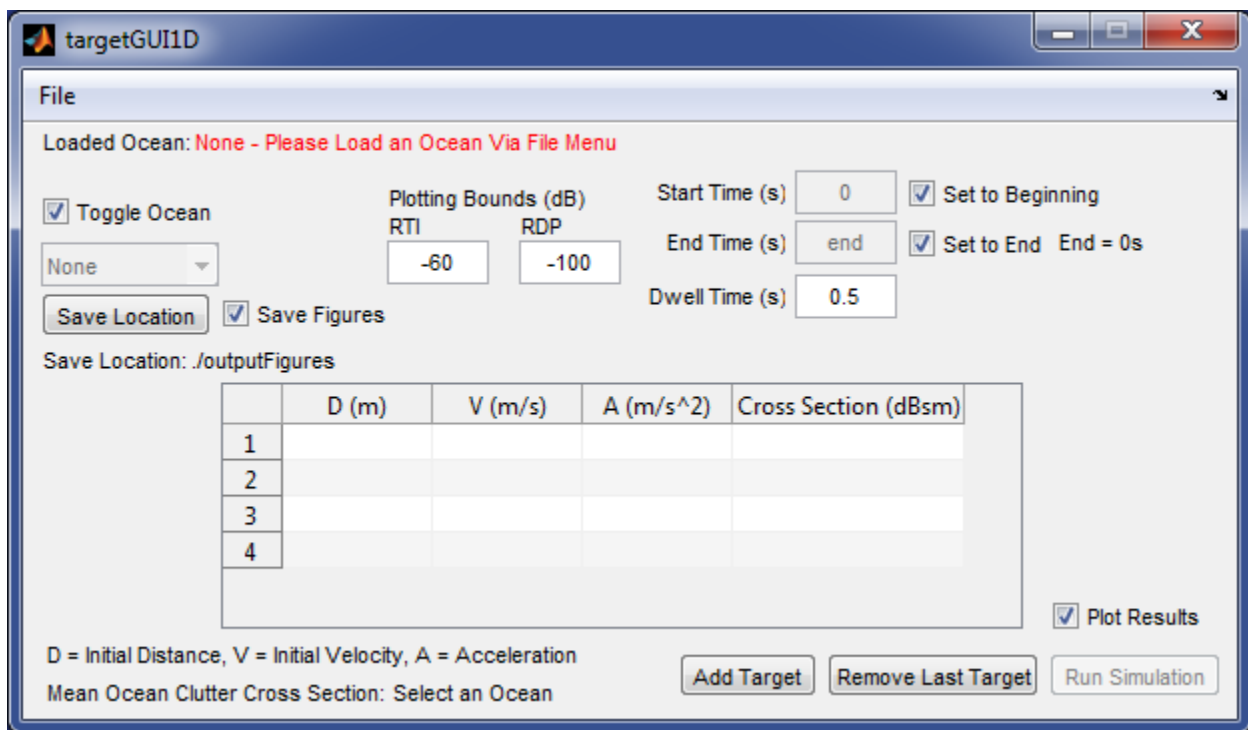 targetGUI1D
File
Loaded Ocean: None - Please Load an Ocean Via File Menu
Toggle Ocean
Plotting Bounds (dB)
RTI RDP
-60 -100
Start Time (s) 0 Set to Beginning
End Time (s) end Set to End End = 0s
Dwell Time (s) 0.5
None
Save Location Save Figures
Save Location: ./outputFigures
D (m) V (m/s) A (m/s^2) Cross Section (dBsm)
1
2
3
4
Plot Results
D = Initial Distance, V = Initial Velocity, A = Acceleration
Mean Ocean Clutter Cross Section: Select an Ocean
Add Target Remove Last Target Run Simulation